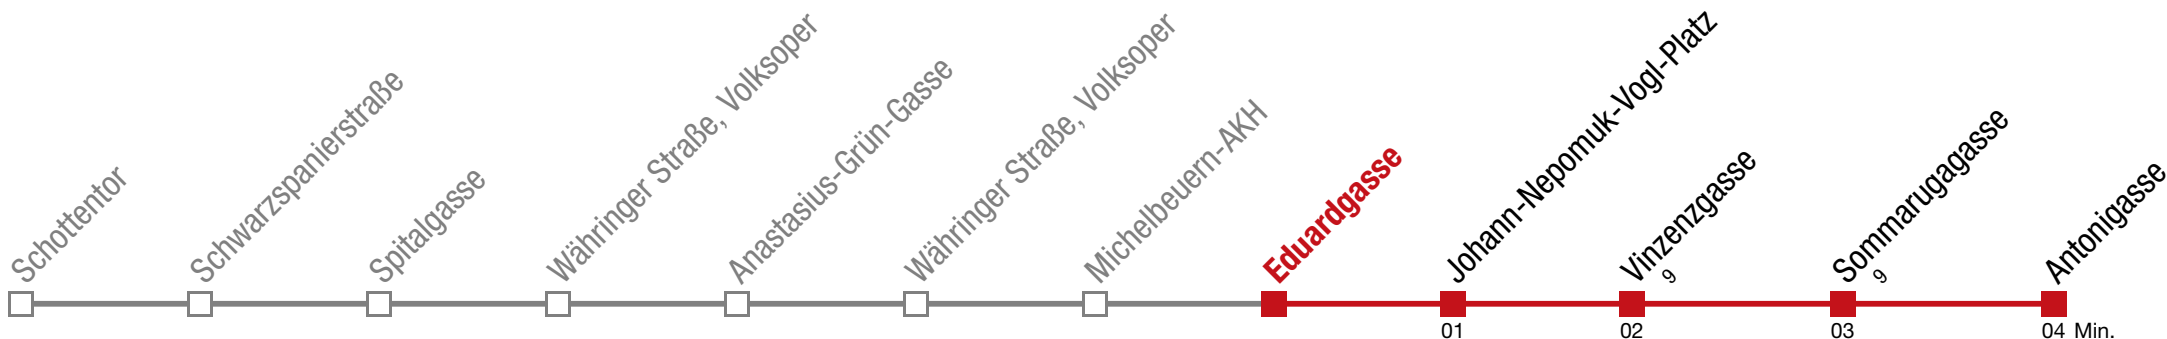 Schottentor
Schwarzspanierstraße
Spitalgasse
Währinger Straße, Volksoper
Anastasius-Grün-Gasse
Währinger Straße, Volksoper
Michelbeuern-AKH
Eduardgasse
Johann-Nepomuk-Vogl-Platz
Vinzenzgasse
9
Sommarugagasse
9
Antonigasse
01
02
03
04 Min.